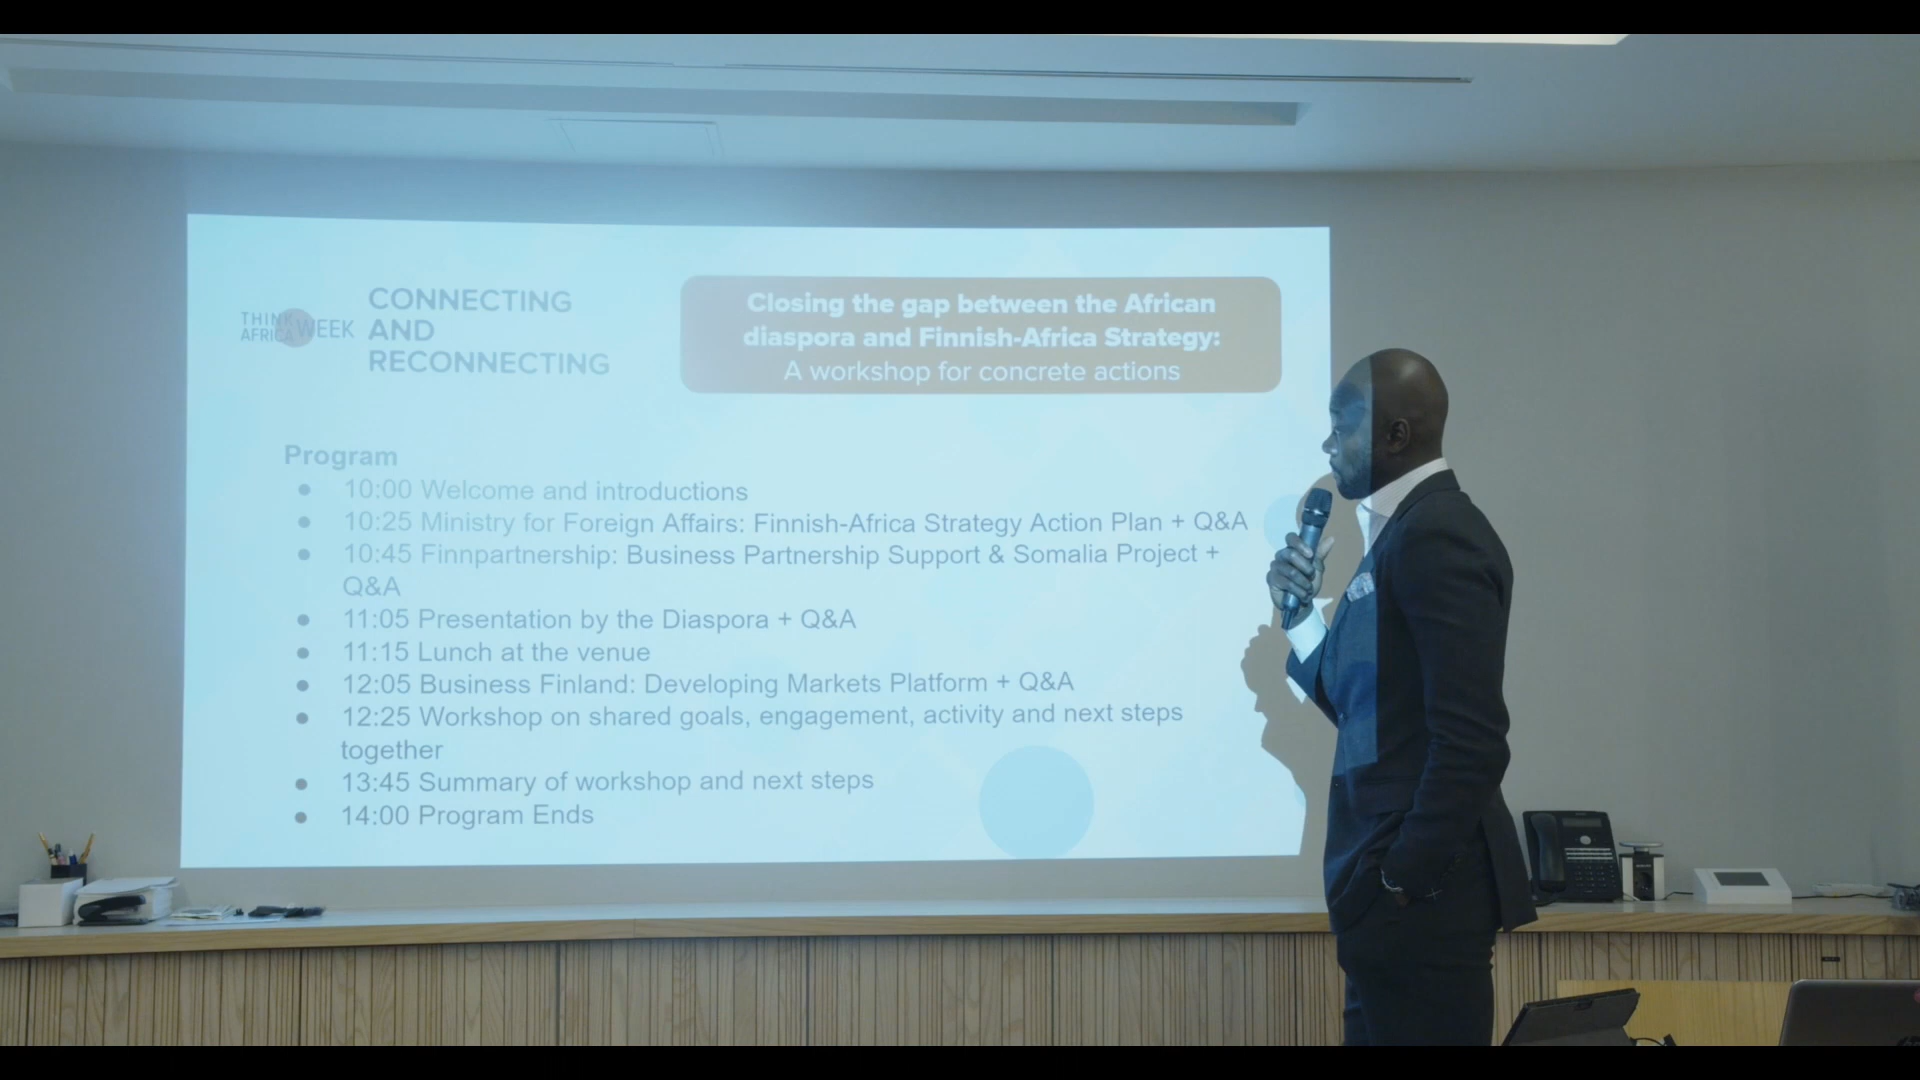 THINK
AFRICA WEEK
CONNECTING
AND
RECONNECTING
Closing the gap between the African
diaspora and Finnish-Africa Strategy:
A workshop for concrete actions
Program
● 10:00 Welcome and introductions
● 10:25 Ministry for Foreign Affairs: Finnish-Africa Strategy Action Plan + Q&A
● 10:45 Finnpartnership: Business Partnership Support & Somalia Project +
Q&A
● 11:05 Presentation by the Diaspora + Q&A
● 11:15 Lunch at the venue
● 12:05 Business Finland: Developing Markets Platform + Q&A
● 12:25 Workshop on shared goals, engagement, activity and next steps
together
● 13:45 Summary of workshop and next steps
● 14:00 Program Ends